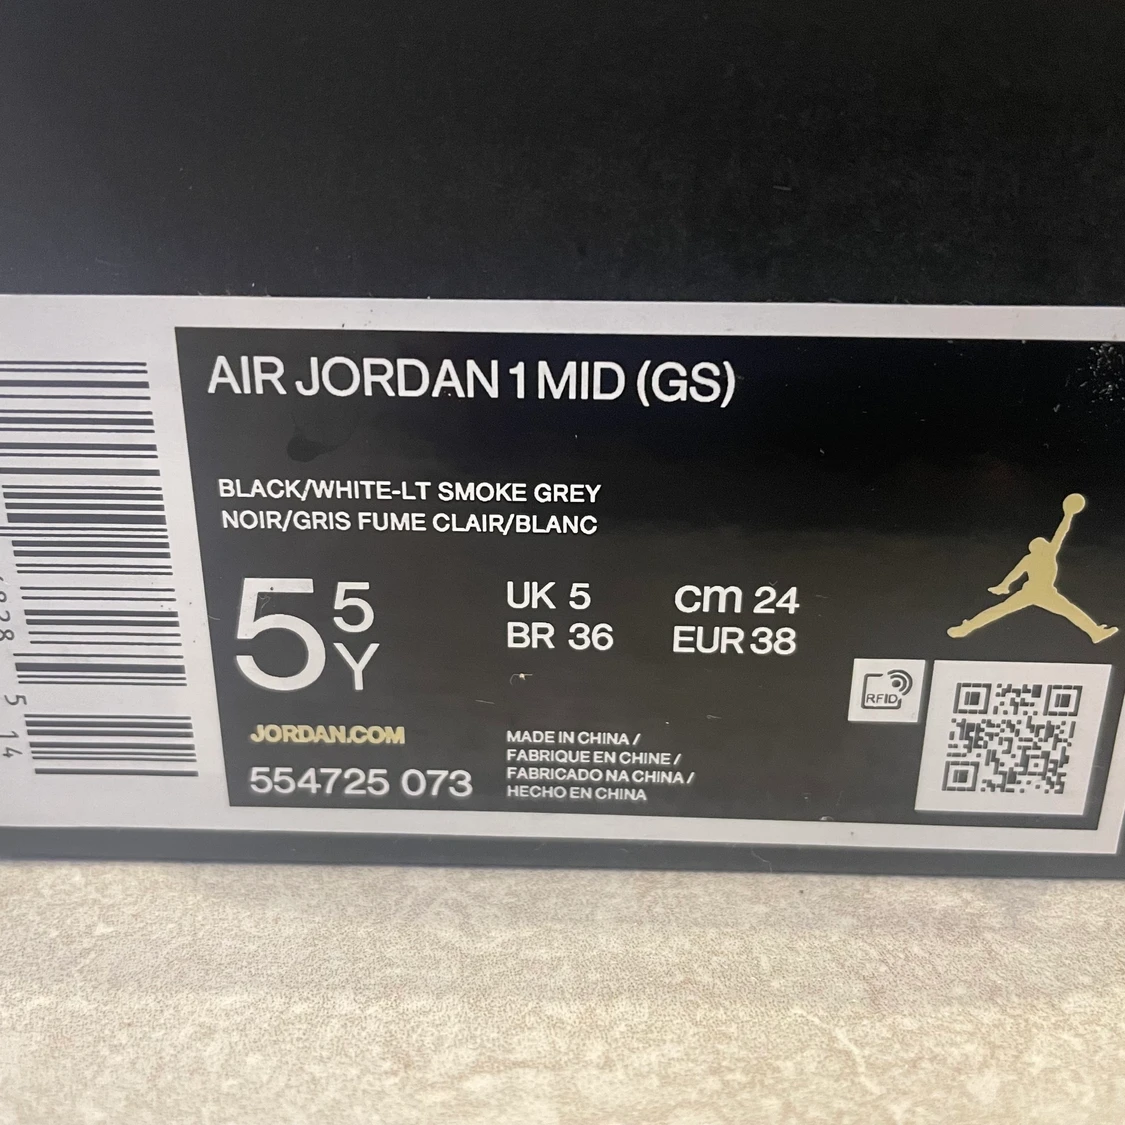 AIR JORDAN 1 MID (GS)
BLACK/WHITE-LT SMOKE GREY
NOIR/GRIS FUME CLAIR/BLANC
5 5 Y
UK 5 cm 24
BR 36 EUR 38
RFID
JORDAN.COM
554725 073
MADE IN CHINA /
FABRIQUE EN CHINE /
FABRICADO NA CHINA /
HECHO EN CHINA
5 14